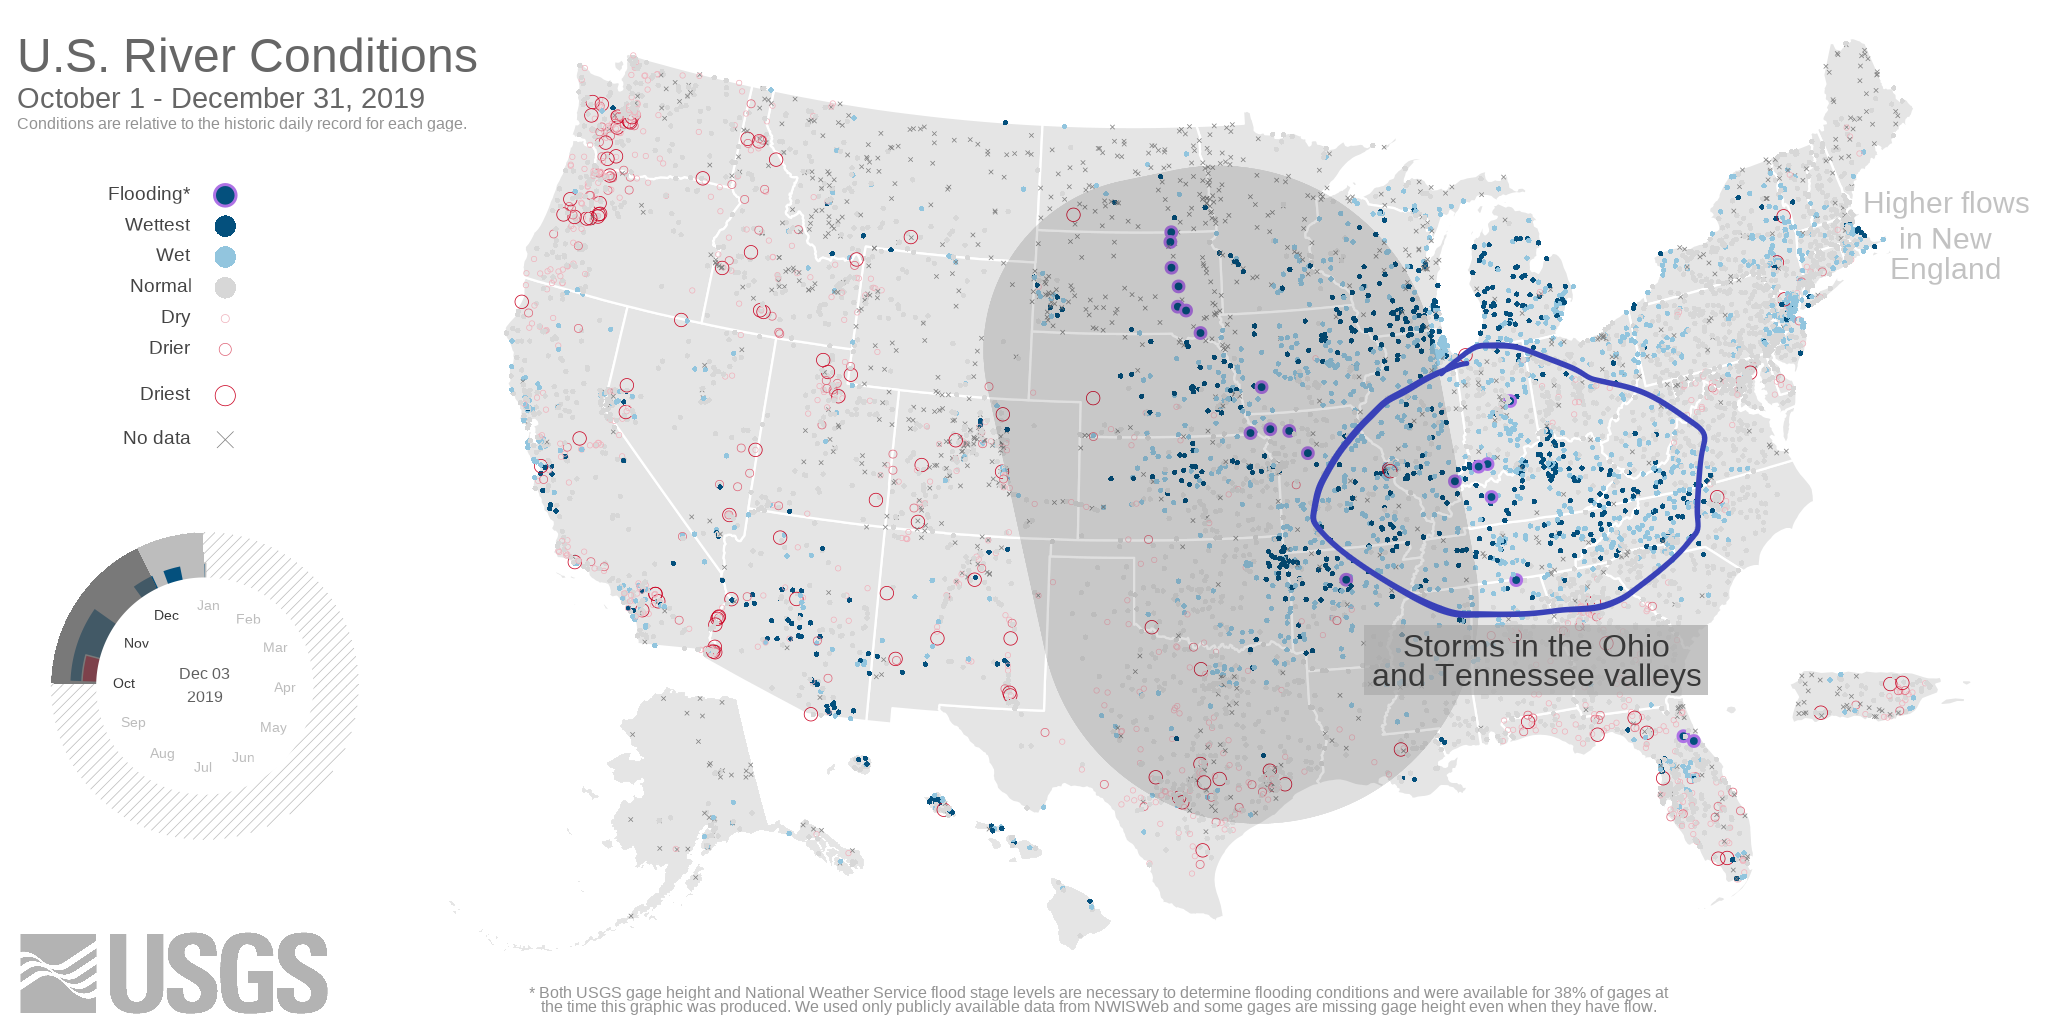 U.S. River Conditions
October 1 - December 31, 2019
Conditions are relative to the historic daily record for each gage.
Flooding*
Wettest
Wet
Normal
Dry
Drier
Driest
No data
Higher flows
in New
England
Jan
Feb
Mar
Apr
May
Jun
Jul
Aug
Sep
Oct
Nov
Dec
Dec 03
2019
Storms in the Ohio
and Tennessee valleys
USGS
* Both USGS gage height and National Weather Service flood stage levels are necessary to determine flooding conditions and were available for 38% of gages at
the time this graphic was produced. We used only publicly available data from NWISWeb and some gages are missing gage height even when they have flow.